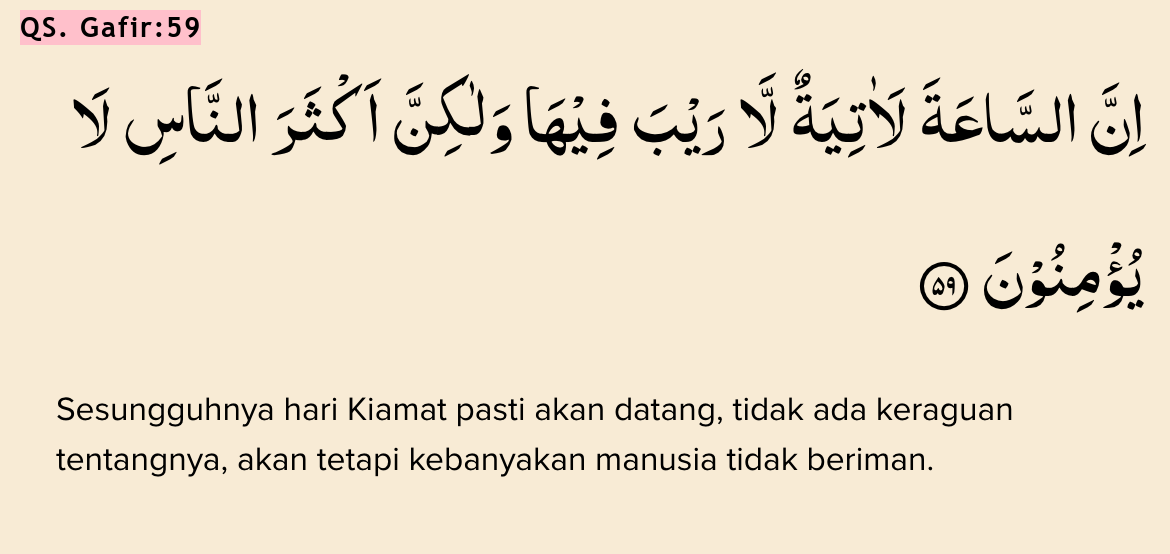 QS. Gafir:59
اِنَّ السَّاعَةَ لَاٰتِيَةٌ لَّا رَيْبَ فِيْهَا وَلٰكِنَّ اَكْثَرَ النَّاسِ لَا
يُؤْمِنُوْنَ ۵۹
Sesungguhnya hari Kiamat pasti akan datang, tidak ada keraguan
tentangnya, akan tetapi kebanyakan manusia tidak beriman.